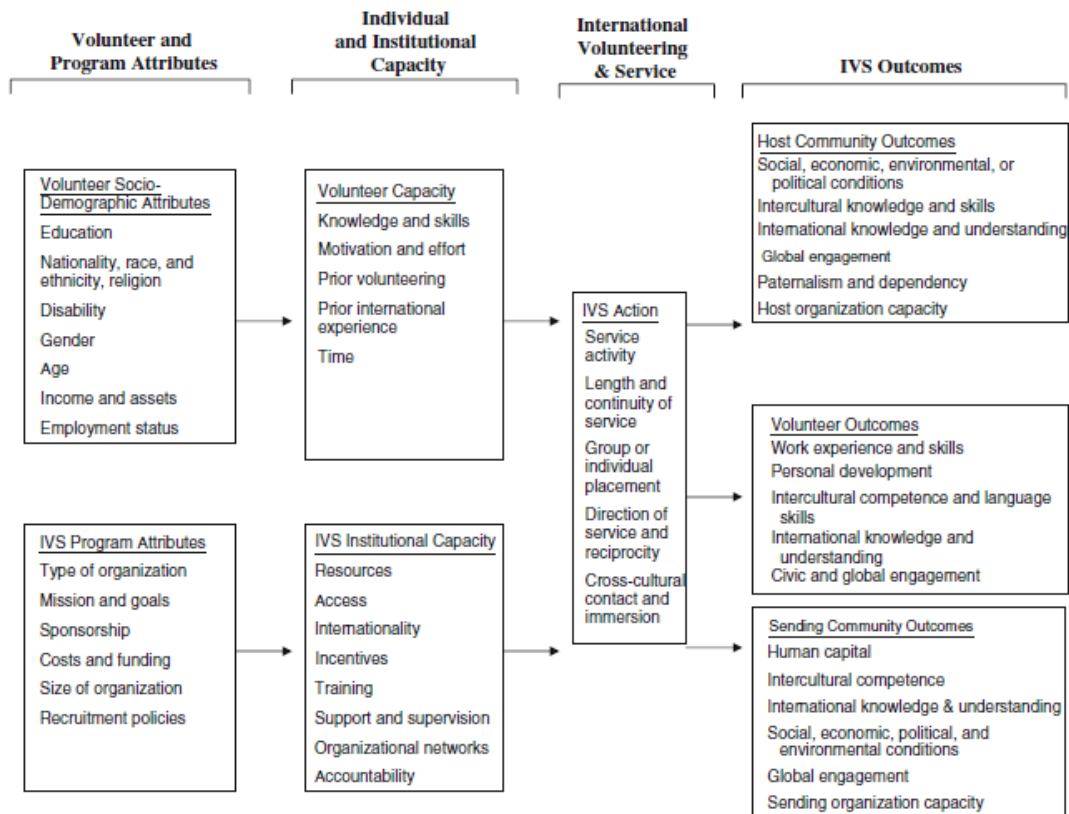 Volunteer and
Program Attributes
Individual
and Institutional
Capacity
International
Volunteering
& Service
IVS Outcomes
Volunteer Socio-
Demographic Attributes
Education
Nationality, race, and
ethnicity, religion
Disability
Gender
Age
Income and assets
Employment status
IVS Program Attributes
Type of organization
Mission and goals
Sponsorship
Costs and funding
Size of organization
Recruitment policies
Volunteer Capacity
Knowledge and skills
Motivation and effort
Prior volunteering
Prior international
experience
Time
IVS Institutional Capacity
Resources
Access
Internationality
Incentives
Training
Support and supervision
Organizational networks
Accountability
IVS Action
Service
activity
Length and
continuity of
service
Group or
individual
placement
Direction of
service and
reciprocity
Cross-cultural
contact and
immersion
Host Community Outcomes
Social, economic, environmental, or
political conditions
Intercultural knowledge and skills
International knowledge and understanding
Global engagement
Paternalism and dependency
Host organization capacity
Volunteer Outcomes
Work experience and skills
Personal development
Intercultural competence and language
skills
International knowledge and
understanding
Civic and global engagement
Sending Community Outcomes
Human capital
Intercultural competence
International knowledge & understanding
Social, economic, political, and
environmental conditions
Global engagement
Sending organization capacity